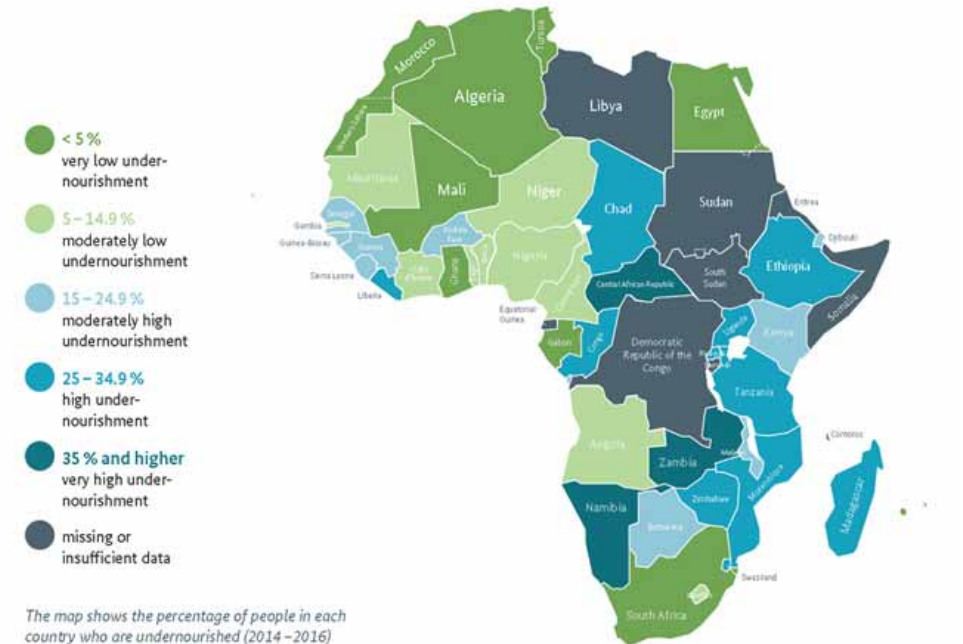 < 5 %
very low under-
nourishment
5 – 14.9 %
moderately low
undernourishment
15 – 24.9 %
moderately high
undernourishment
25 – 34.9 %
high under-
nourishment
35 % and higher
very high under-
nourishment
missing or
insufficient data
The map shows the percentage of people in each
country who are undernourished (2014 – 2016)
Morocco
Tunisia
Algeria
Libya
Egypt
Mauritania
Mali
Niger
Chad
Sudan
Eritrea
Senegal
Gambia
Guinea-Bissau
Guinea
Sierra Leone
Liberia
Burkina
Faso
Ghana
Nigeria
Djibouti
Ethiopia
South
Sudan
Central African Republic
Somalia
Equatorial
Guinea
Gabon
Congo
Democratic
Republic of the
Congo
Uganda
Kenya
Tanzania
Comoros
Angola
Zambia
Mozambique
Madagascar
Namibia
Zimbabwe
Botswana
Swaziland
South Africa